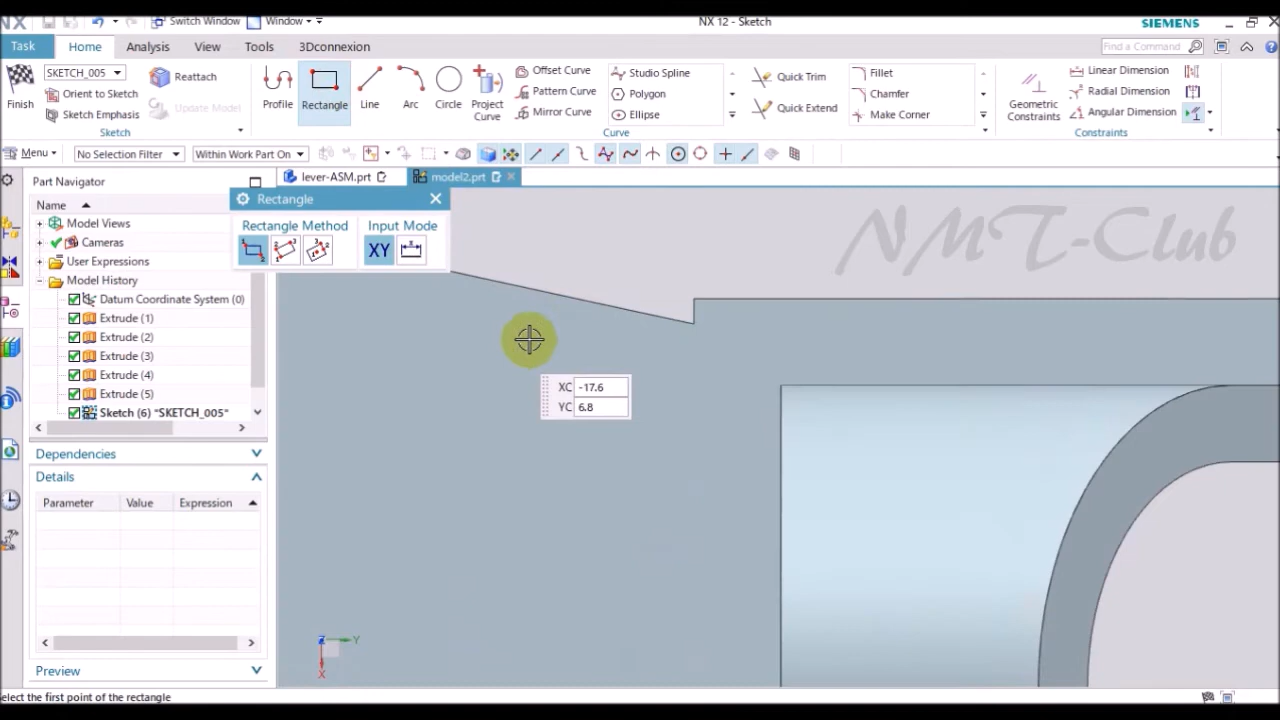 NX
Switch Window
Window
NX 12 - Sketch
SIEMENS
Task
Home
Analysis
View
Tools
3Dconnexion
Find a Command
SKETCH_005
Reattach
Orient to Sketch
Update Model
Finish
Sketch Emphasis
Sketch
Profile
Rectangle
Line
Arc
Circle
Project
Curve
Offset Curve
Pattern Curve
Mirror Curve
Studio Spline
Polygon
Ellipse
Quick Trim
Quick Extend
Fillet
Chamfer
Make Corner
Curve
Geometric
Constraints
Linear Dimension
Radial Dimension
Angular Dimension
Constraints
Menu
No Selection Filter
Within Work Part On
Part Navigator
lever-ASM.prt
model2.prt
Name
Model Views
Cameras
User Expressions
Model History
Datum Coordinate System (0)
Extrude (1)
Extrude (2)
Extrude (3)
Extrude (4)
Extrude (5)
Sketch (6) "SKETCH_005"
Dependencies
Details
Parameter
Value
Expression
Preview
Rectangle
Rectangle Method
Input Mode
XY
N/XT-Club
XC -17.6
YC 6.8
Y
X
elect the first point of the rectangle